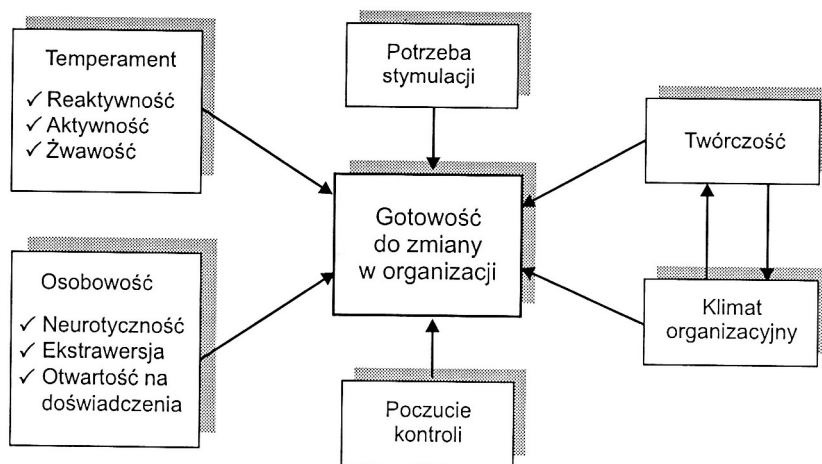 Temperament
✓ Reaktywność
✓ Aktywność
✓ Żwawość
Potrzeba
stymulacji
Twórczość
Gotowość
do zmiany
w organizacji
Osobowość
✓ Neurotyczność
✓ Ekstrawersja
✓ Otwartość na
doświadczenia
Klimat
organizacyjny
Poczucie
kontroli